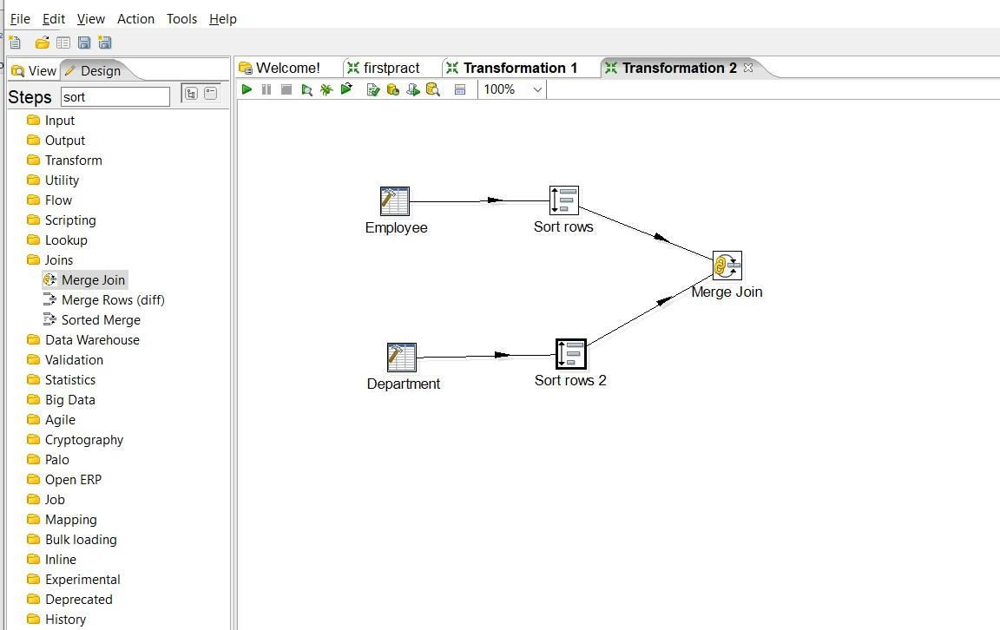 File Edit View Action Tools Help
View Design
Steps sort
Input
Output
Transform
Utility
Flow
Scripting
Lookup
Joins
Merge Join
Merge Rows (diff)
Sorted Merge
Data Warehouse
Validation
Statistics
Big Data
Agile
Cryptography
Palo
Open ERP
Job
Mapping
Bulk loading
Inline
Experimental
Deprecated
History
Welcome! firstpract Transformation 1 Transformation 2
100%
Employee
Sort rows
Merge Join
Department
Sort rows 2